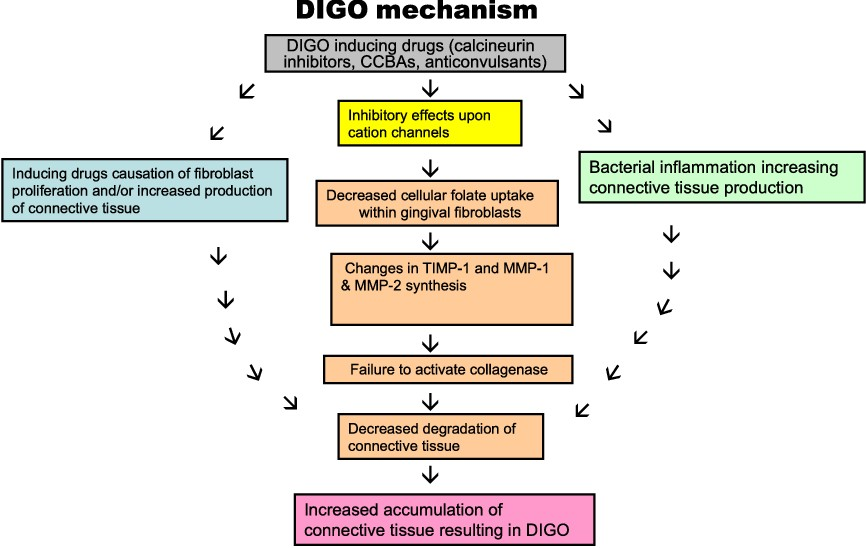 DIGO mechanism
DIGO inducing drugs (calcineurin
inhibitors, CCBAs, anticonvulsants)
Inhibitory effects upon
cation channels
Inducing drugs causation of fibroblast
proliferation and/or increased production
of connective tissue
Bacterial inflammation increasing
connective tissue production
Decreased cellular folate uptake
within gingival fibroblasts
Changes in TIMP-1 and MMP-1
& MMP-2 synthesis
Failure to activate collagenase
Decreased degradation of
connective tissue
Increased accumulation of
connective tissue resulting in DIGO